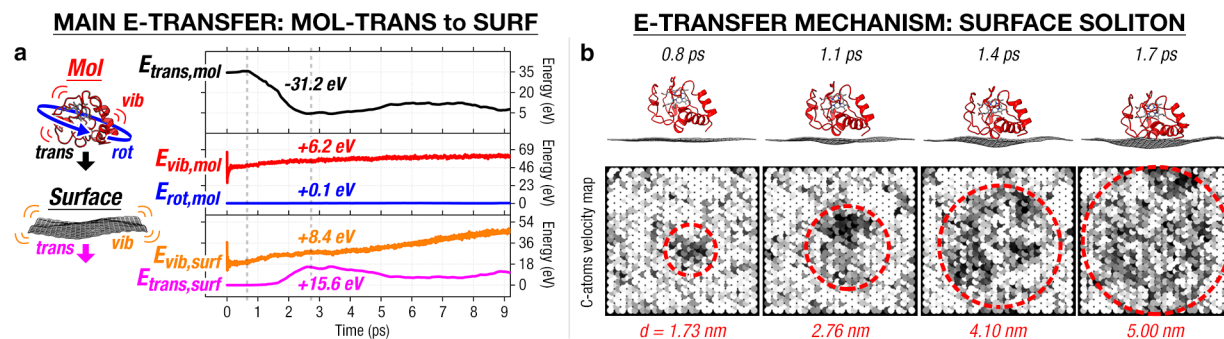 MAIN E-TRANSFER: MOL-TRANS to SURF
a
Mol
vib
trans
rot
Surface
trans
vib
E_trans,mol
-31.2 eV
35
20
5
Energy (eV)
E_vib,mol
+6.2 eV
E_rot,mol
+0.1 eV
69
46
23
0
Energy (eV)
E_vib,surf
+8.4 eV
E_trans,surf
+15.6 eV
54
36
18
0
Energy (eV)
0 1 2 3 4 5 6 7 8 9
Time (ps)
E-TRANSFER MECHANISM: SURFACE SOLITON
b
0.8 ps 1.1 ps 1.4 ps 1.7 ps
C-atoms velocity map
d = 1.73 nm 2.76 nm 4.10 nm 5.00 nm